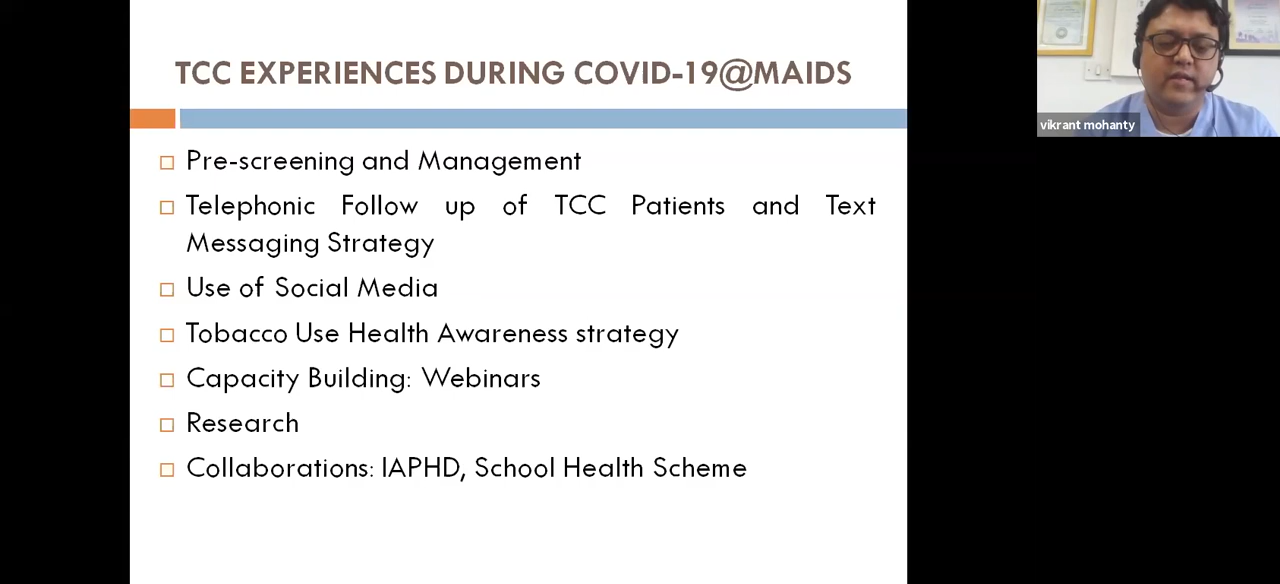 TCC EXPERIENCES DURING COVID-19@MAIDS
Pre-screening and Management
Telephonic Follow up of TCC Patients and Text
Messaging Strategy
Use of Social Media
Tobacco Use Health Awareness strategy
Capacity Building: Webinars
Research
Collaborations: IAPHD, School Health Scheme
vikrant mohanty